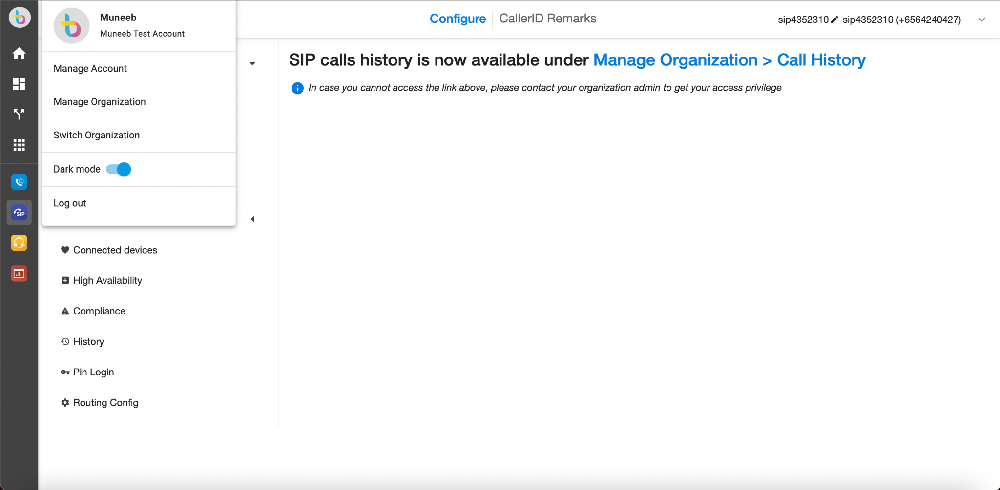 Muneeb
Muneeb Test Account
Manage Account
Manage Organization
Switch Organization
Dark mode
Log out
Configure
CallerID Remarks
sip4352310 sip4352310 (+6564240427)
SIP
Connected devices
High Availability
Compliance
History
Pin Login
Routing Config
SIP calls history is now available under Manage Organization > Call History
In case you cannot access the link above, please contact your organization admin to get your access privilege